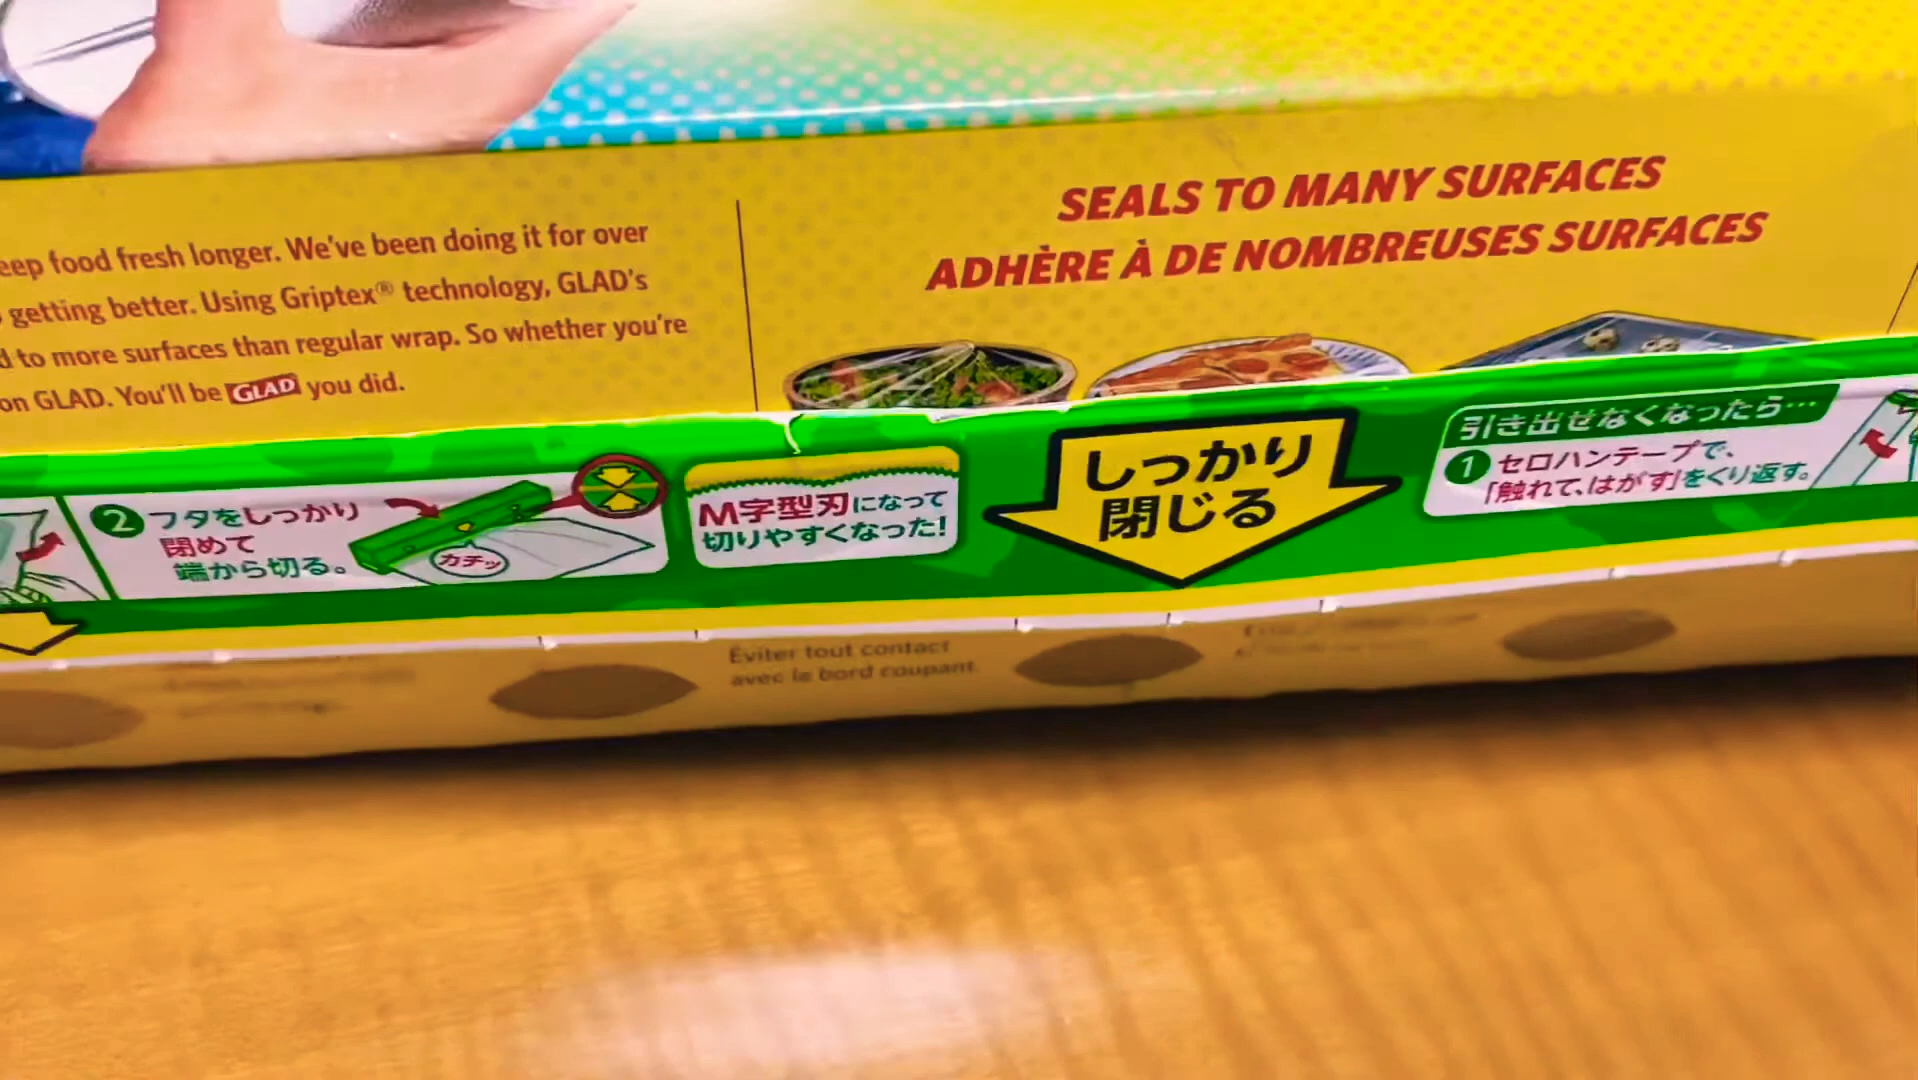 eep food fresh longer. We've been doing it for over
getting better. Using Griptex® technology, GLAD's
d to more surfaces than regular wrap. So whether you're
on GLAD. You'll be GLAD you did.
SEALS TO MANY SURFACES
ADHÈRE À DE NOMBREUSES SURFACES
2 フタをしっかり
閉めて
端から切る。
カチッ
M字型刃になって
切りやすくなった!
しっかり
閉じる
引き出せなくなったら…
1 セロハンテープで、
「触れて、はがす」をくり返す。
Éviter tout contact
avec le bord coupant.